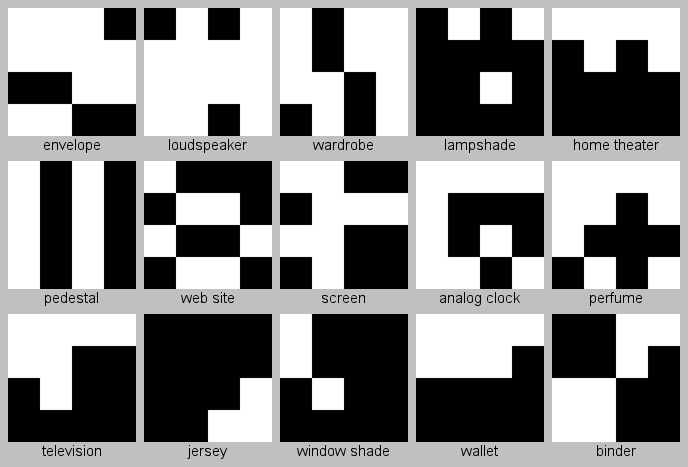 envelope
loudspeaker
wardrobe
lampshade
home theater
pedestal
web site
screen
analog clock
perfume
television
jersey
window shade
wallet
binder